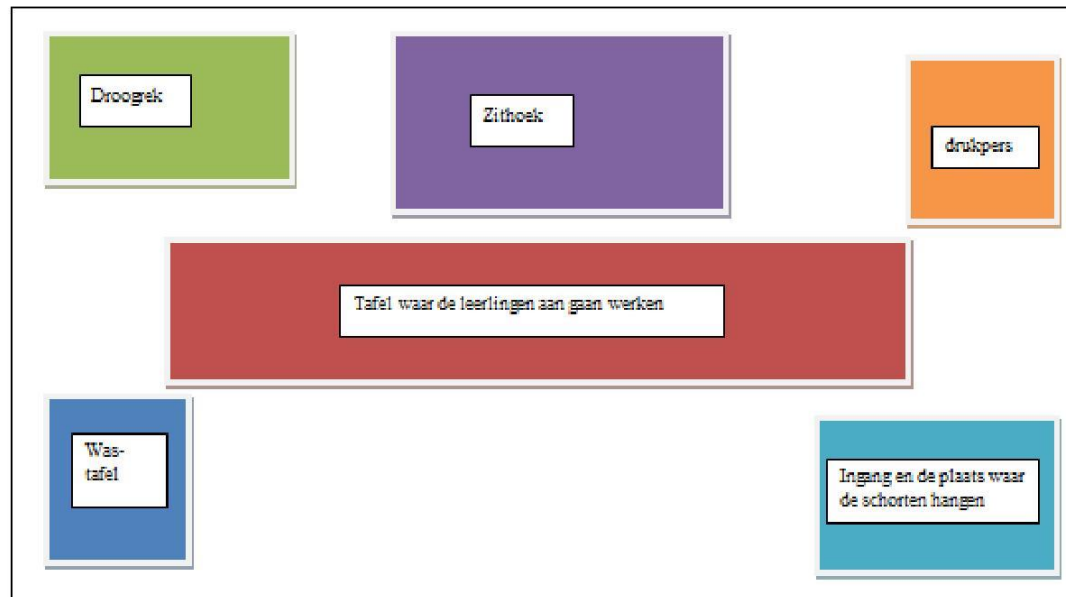 Droogrek
Zithoek
drukpers
Tafel waar de leerlingen aan gaan werken
Was-
tafel
Ingang en de plaats waar
de schorten hangen